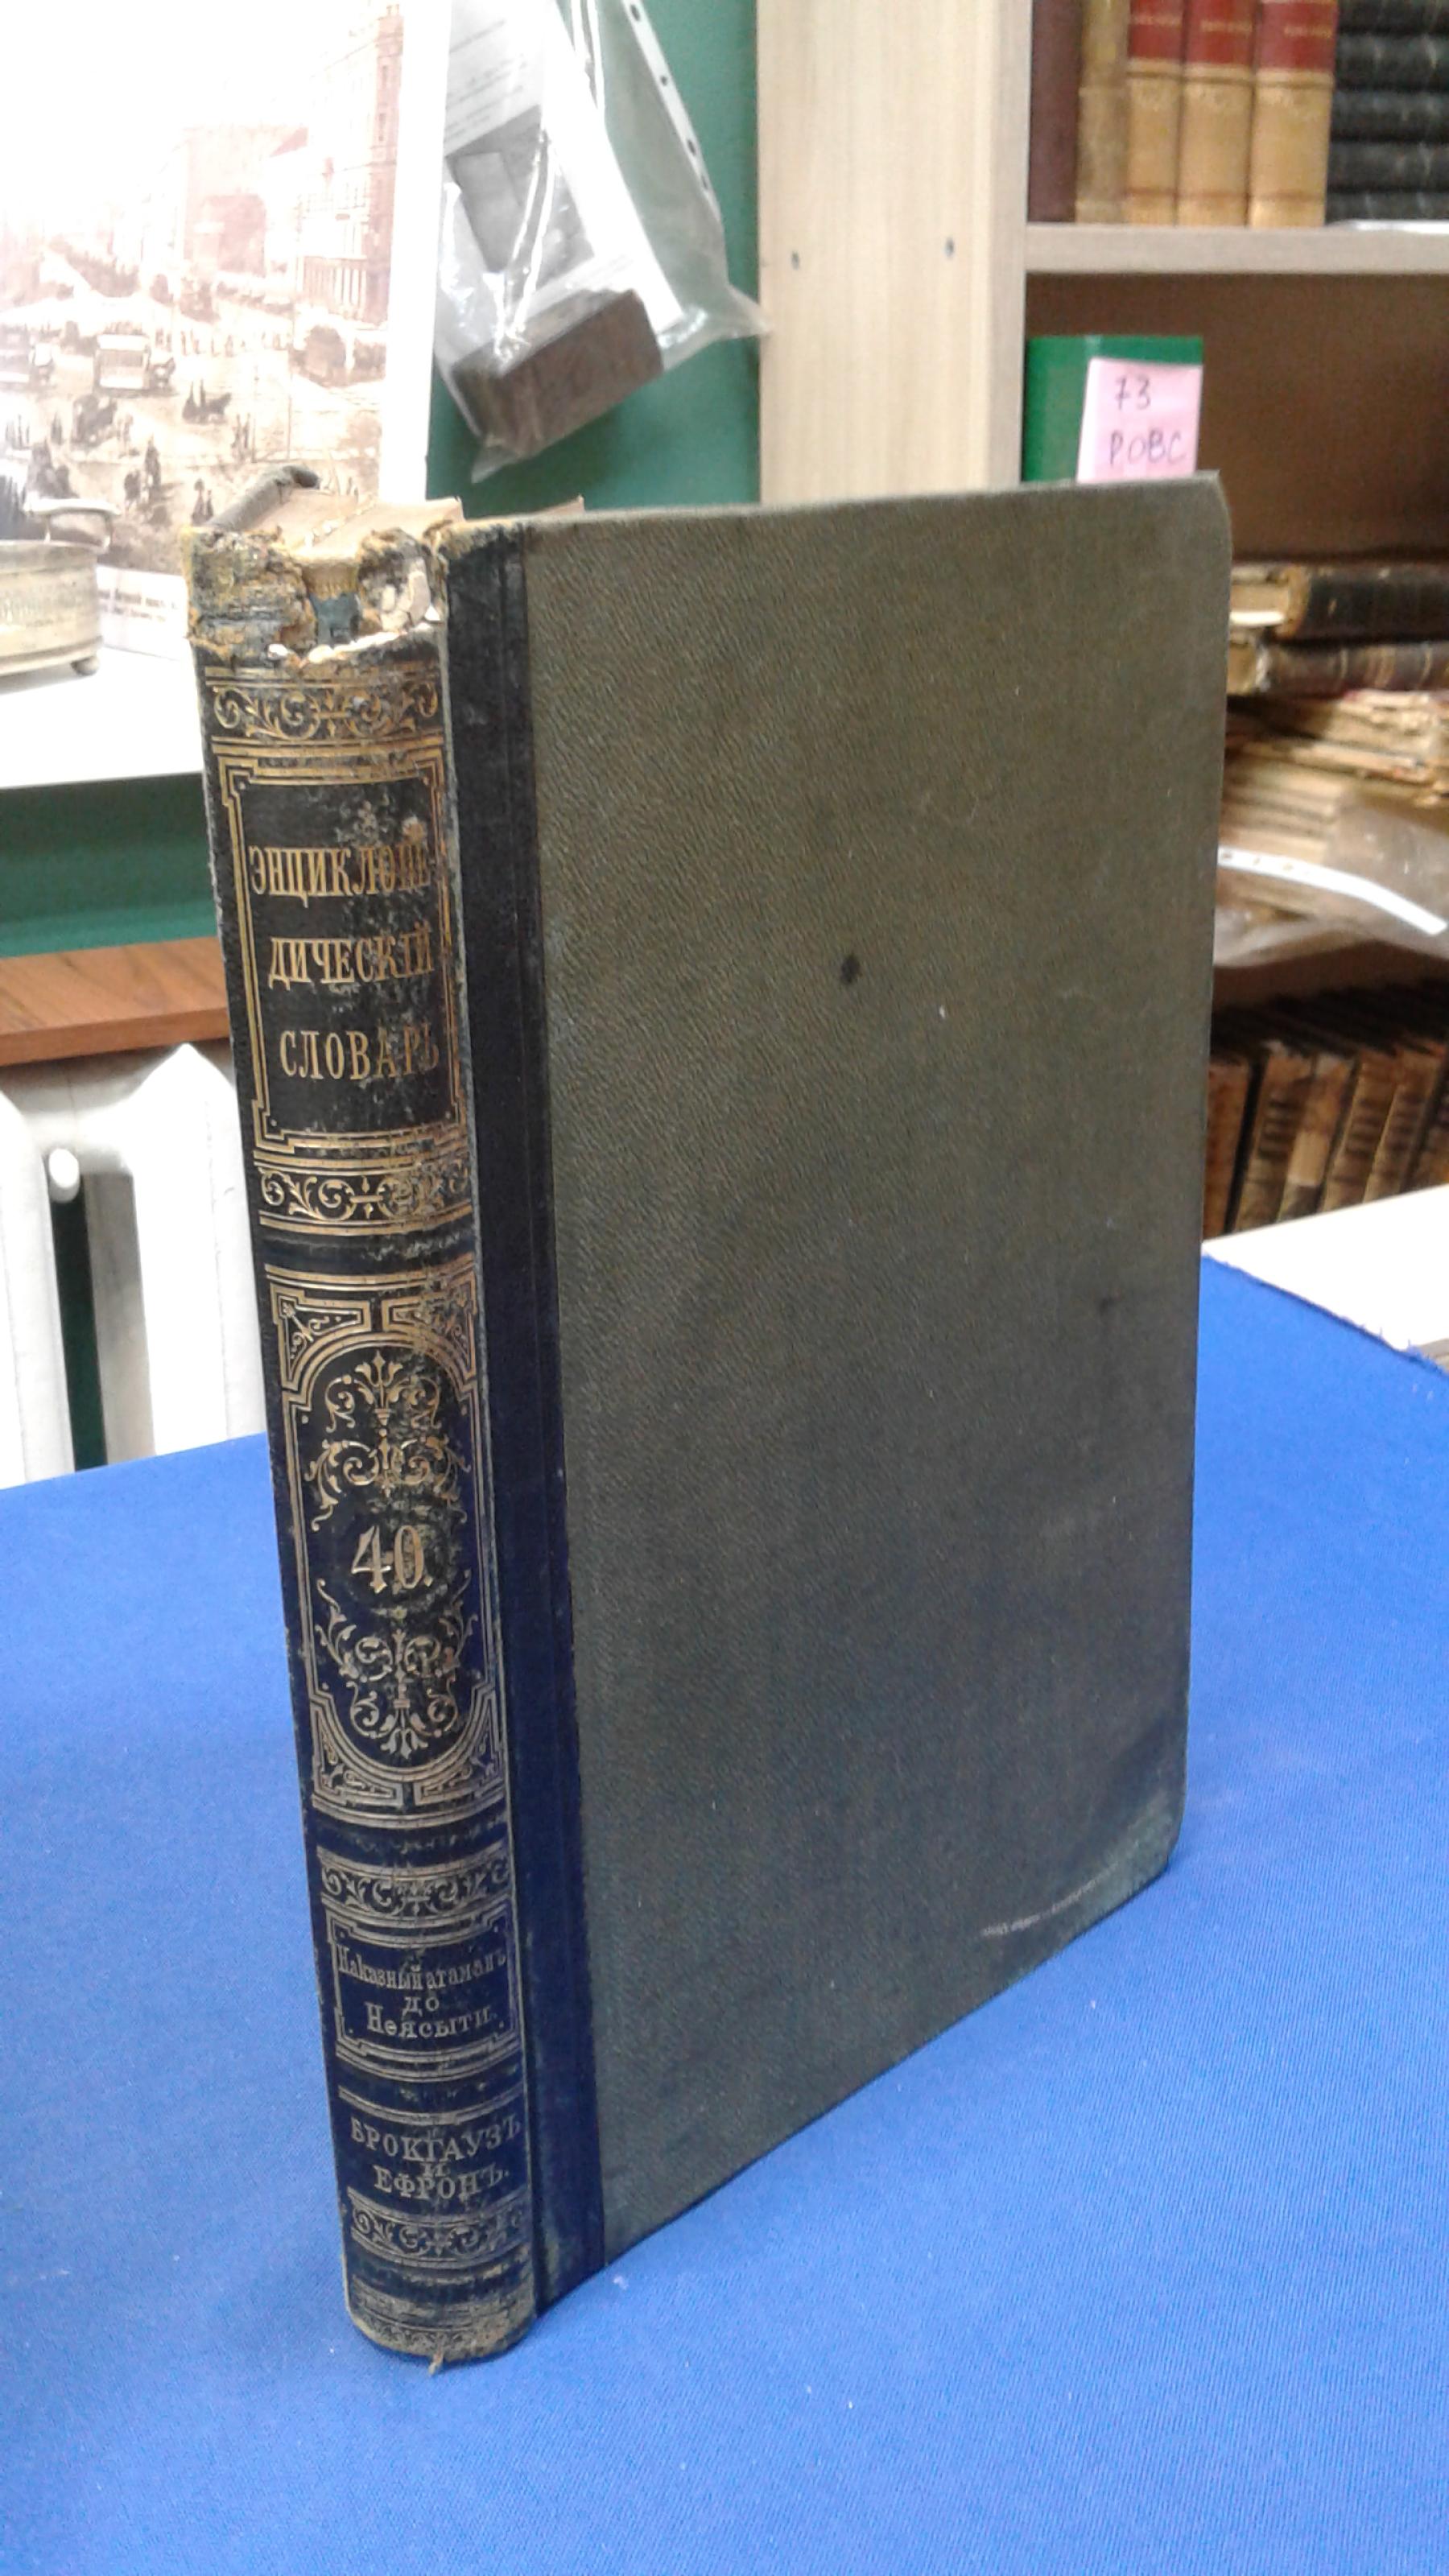 73
РОВС
ЭНЦИКЛОПЕ-
ДИЧЕСКІЙ
СЛОВАРЬ
40.
Наказный атаманъ
до
Неясыти.
БРОКГАУЗЪ
И
ЕФРОНЪ.